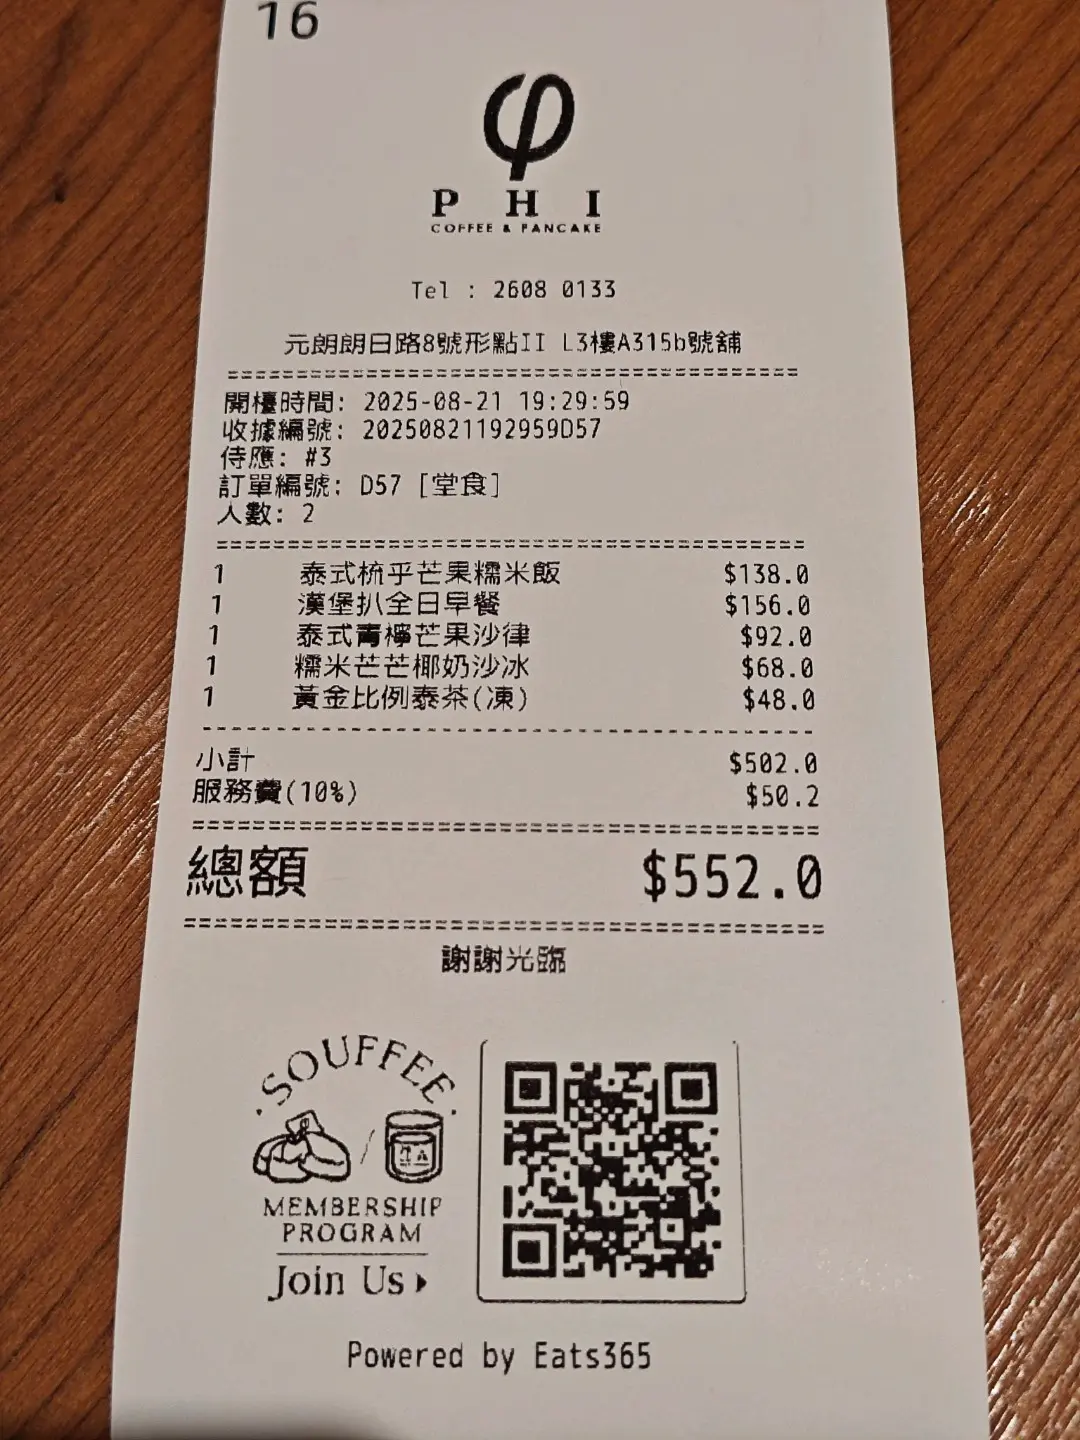 16
φ
PHI
COFFEE & PANCAKE
Tel : 2608 0133
元朗朗日路8號形點II L3樓A315b號舖
開檯時間: 2025-08-21 19:29:59
收據編號: 20250821192959D57
侍應: #3
訂單編號: D57 [堂食]
人數: 2
1 泰式梳乎芒果糯米飯 $138.0
1 漢堡扒全日早餐 $156.0
1 泰式青檸芒果沙律 $92.0
1 糯米芒芒椰奶沙冰 $68.0
1 黃金比例泰茶(凍) $48.0
小計 $502.0
服務費(10%) $50.2
總額 $552.0
謝謝光臨
SOUFFEE
MEMBERSHIP
PROGRAM
Join Us
Powered by Eats365